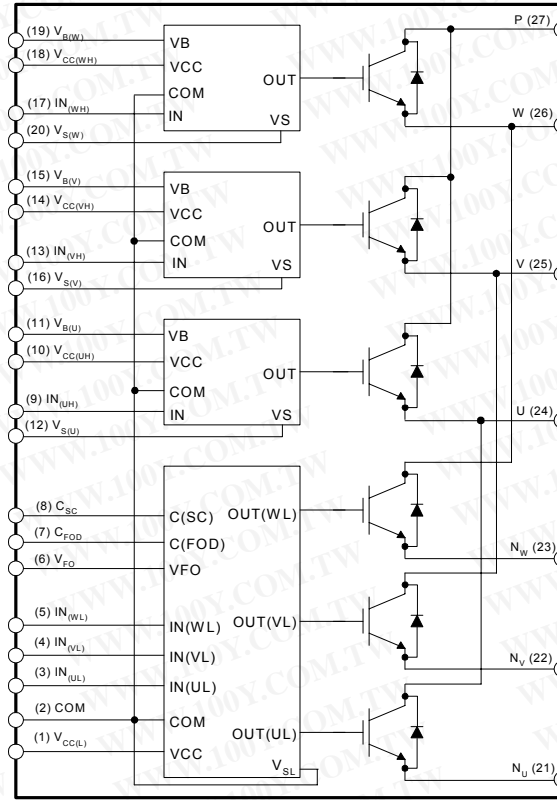 (19) VB(W)
(18) VCC(WH)
(17) IN(WH)
(20) VS(W)
VB
VCC
COM
IN
OUT
VS
P (27)
W (26)
(15) VB(V)
(14) VCC(VH)
(13) IN(VH)
(16) VS(V)
VB
VCC
COM
IN
OUT
VS
V (25)
(11) VB(U)
(10) VCC(UH)
(9) IN(UH)
(12) VS(U)
VB
VCC
COM
IN
OUT
VS
U (24)
(8) CSC
(7) CFOD
(6) VFO
(5) IN(WL)
(4) IN(VL)
(3) IN(UL)
(2) COM
(1) VCC(L)
C(SC)
C(FOD)
VFO
IN(WL)
IN(VL)
IN(UL)
COM
VCC
OUT(WL)
OUT(VL)
OUT(UL)
VSL
NW (23)
NV (22)
NU (21)
WWW.100Y.COM.TW